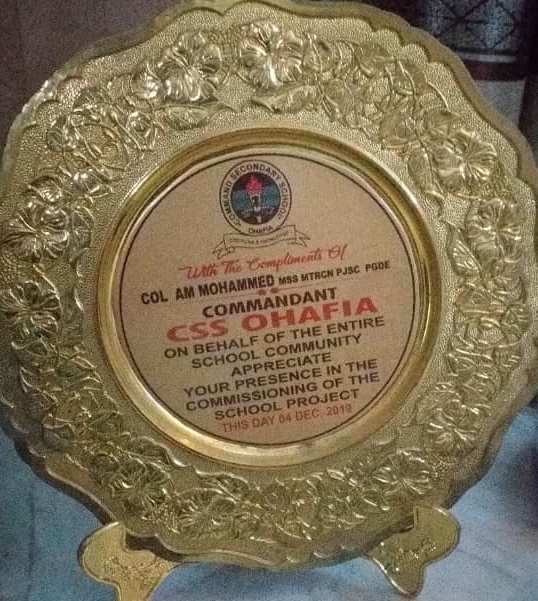 COMMAND SECONDARY SCHOOL
OHAFIA
With The Compliments Of
COL AM MOHAMMED MSS MTRCN PJSC PGDE
COMMANDANT
CSS OHAFIA
ON BEHALF OF THE ENTIRE
SCHOOL COMMUNITY
APPRECIATE
YOUR PRESENCE IN THE
COMMISSIONING OF THE
SCHOOL PROJECT
THIS DAY 04 DEC, 2019